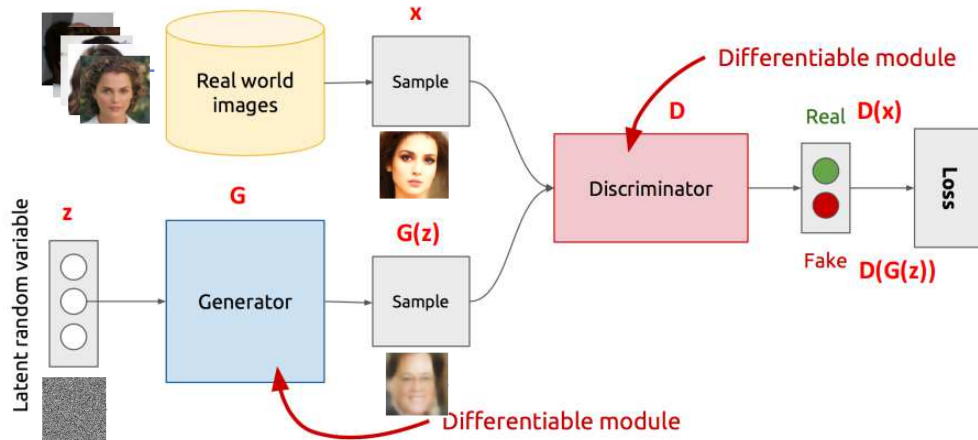 x
Real world
images
Sample
Differentiable module
D
Real
D(x)
Discriminator
Loss
Latent random variable
z
G
G(z)
Generator
Sample
Fake
D(G(z))
Differentiable module